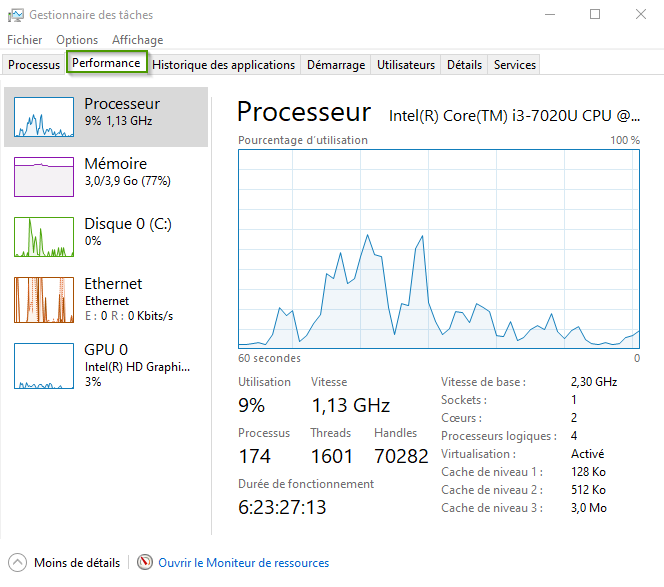 Gestionnaire des tâches
Fichier Options Affichage
Processus Performance Historique des applications Démarrage Utilisateurs Détails Services
Processeur
9% 1,13 GHz
Mémoire
3,0/3,9 Go (77%)
Disque 0 (C:)
0%
Ethernet
Ethernet
E : 0 R : 0 Kbits/s
GPU 0
Intel(R) HD Graphi...
3%
Processeur Intel(R) Core(TM) i3-7020U CPU @...
Pourcentage d'utilisation 100 %
60 secondes 0
Utilisation Vitesse
9% 1,13 GHz
Processus Threads Handles
174 1601 70282
Durée de fonctionnement
6:23:27:13
Vitesse de base : 2,30 GHz
Sockets : 1
Cœurs : 2
Processeurs logiques : 4
Virtualisation : Activé
Cache de niveau 1 : 128 Ko
Cache de niveau 2 : 512 Ko
Cache de niveau 3 : 3,0 Mo
Moins de détails Ouvrir le Moniteur de ressources